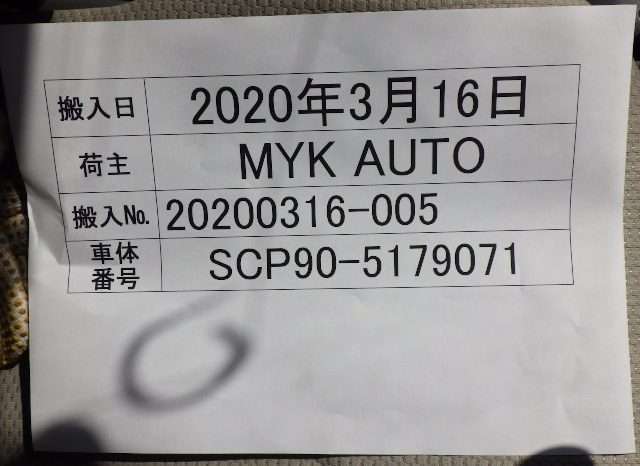 搬入日 2020年3月16日
荷主 MYK AUTO
搬入No. 20200316-005
車体
番号 SCP90-5179071